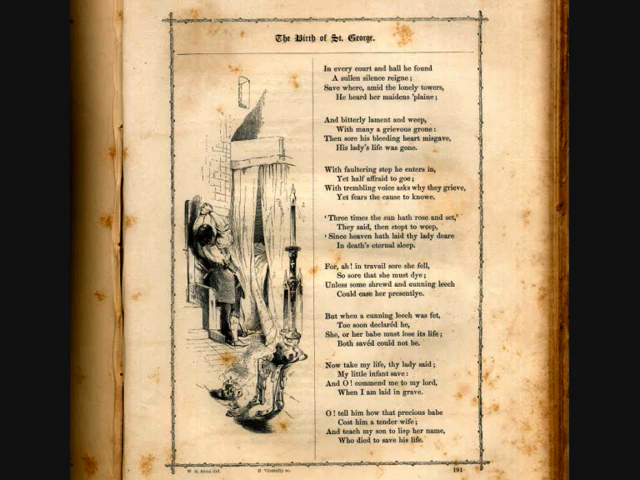 The Birth of St. George.
In every court and hall he found
A sullen silence reigne;
Save where, amid the lonely towers,
He heard her maidens 'plaine;
And bitterly lament and weep,
With many a grievous grone:
Then sore his bleeding heart misgave,
His lady's life was gone.
With faultering step he enters in,
Yet half affraid to goe;
With trembling voice asks why they grieve,
Yet fears the cause to knowe.
'Three times the sun hath rose and set,'
They said, then stopt to weep,
'Since heaven hath laid thy lady deare
In death's eternal sleep.
For, ah! in travail sore she fell,
So sore that she must dye;
Unless some shrewd and cunning leech
Could ease her presentlye.
But when a cunning leech was fet,
Too soon declaréd he,
She, or her babe must lose its life;
Both savéd could not be.
Now take my life, thy lady said;
My little infant save:
And O! commend me to my lord,
When I am laid in grave.
O! tell him how that precious babe
Cost him a tender wife;
And teach my son to lisp her name,
Who died to save his life.
191